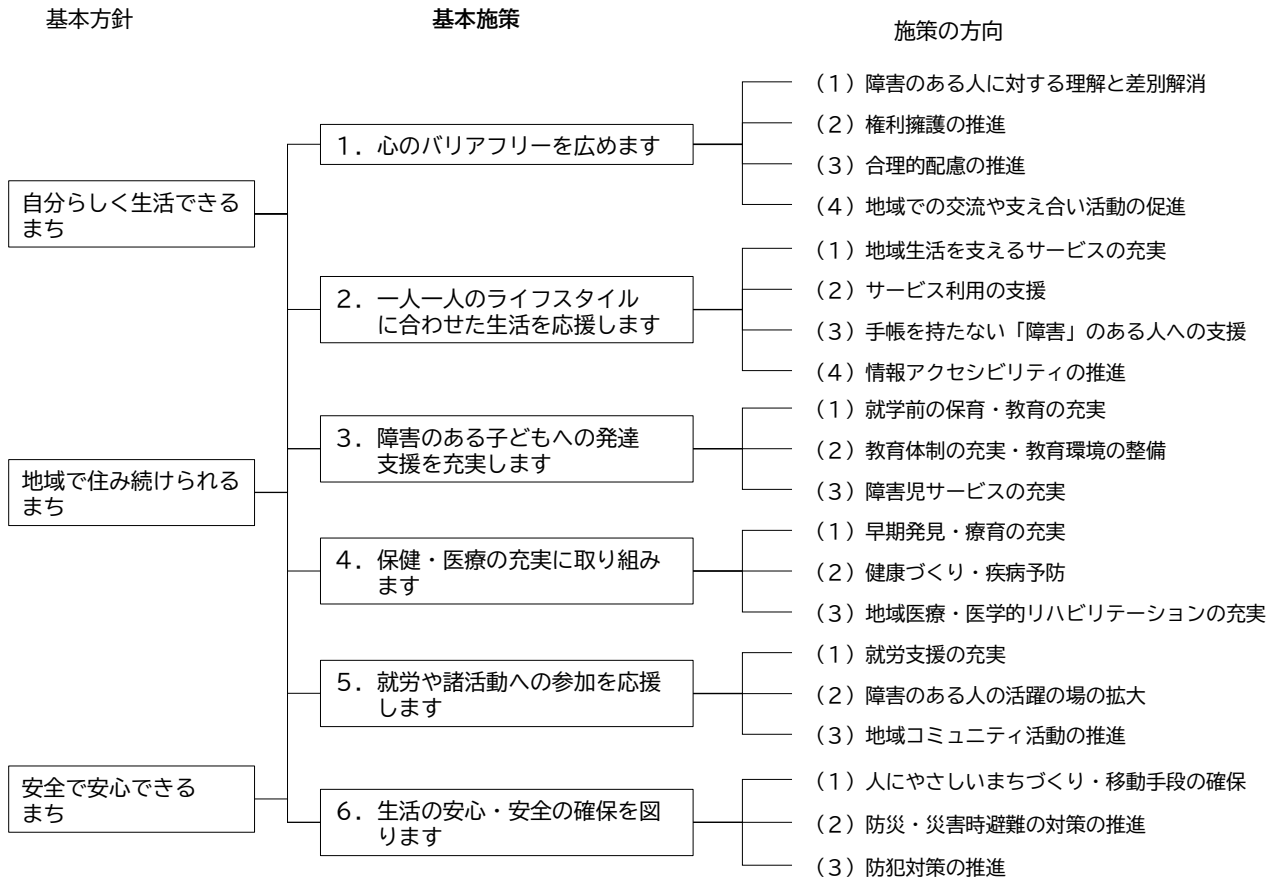 基本方針
基本施策
施策の方向
自分らしく生活できる
まち
地域で住み続けられる
まち
安全で安心できる
まち
１．心のバリアフリーを広めます
（１）障害のある人に対する理解と差別解消
（２）権利擁護の推進
（３）合理的配慮の推進
（４）地域での交流や支え合い活動の促進
２．一人一人のライフスタイル
に合わせた生活を応援します
（１）地域生活を支えるサービスの充実
（２）サービス利用の支援
（３）手帳を持たない「障害」のある人への支援
（４）情報アクセシビリティの推進
３．障害のある子どもへの発達
支援を充実します
（１）就学前の保育・教育の充実
（２）教育体制の充実・教育環境の整備
（３）障害児サービスの充実
４．保健・医療の充実に取り組み
ます
（１）早期発見・療育の充実
（２）健康づくり・疾病予防
（３）地域医療・医学的リハビリテーションの充実
５．就労や諸活動への参加を応援
します
（１）就労支援の充実
（２）障害のある人の活躍の場の拡大
（３）地域コミュニティ活動の推進
６．生活の安心・安全の確保を図
ります
（１）人にやさしいまちづくり・移動手段の確保
（２）防災・災害時避難の対策の推進
（３）防犯対策の推進